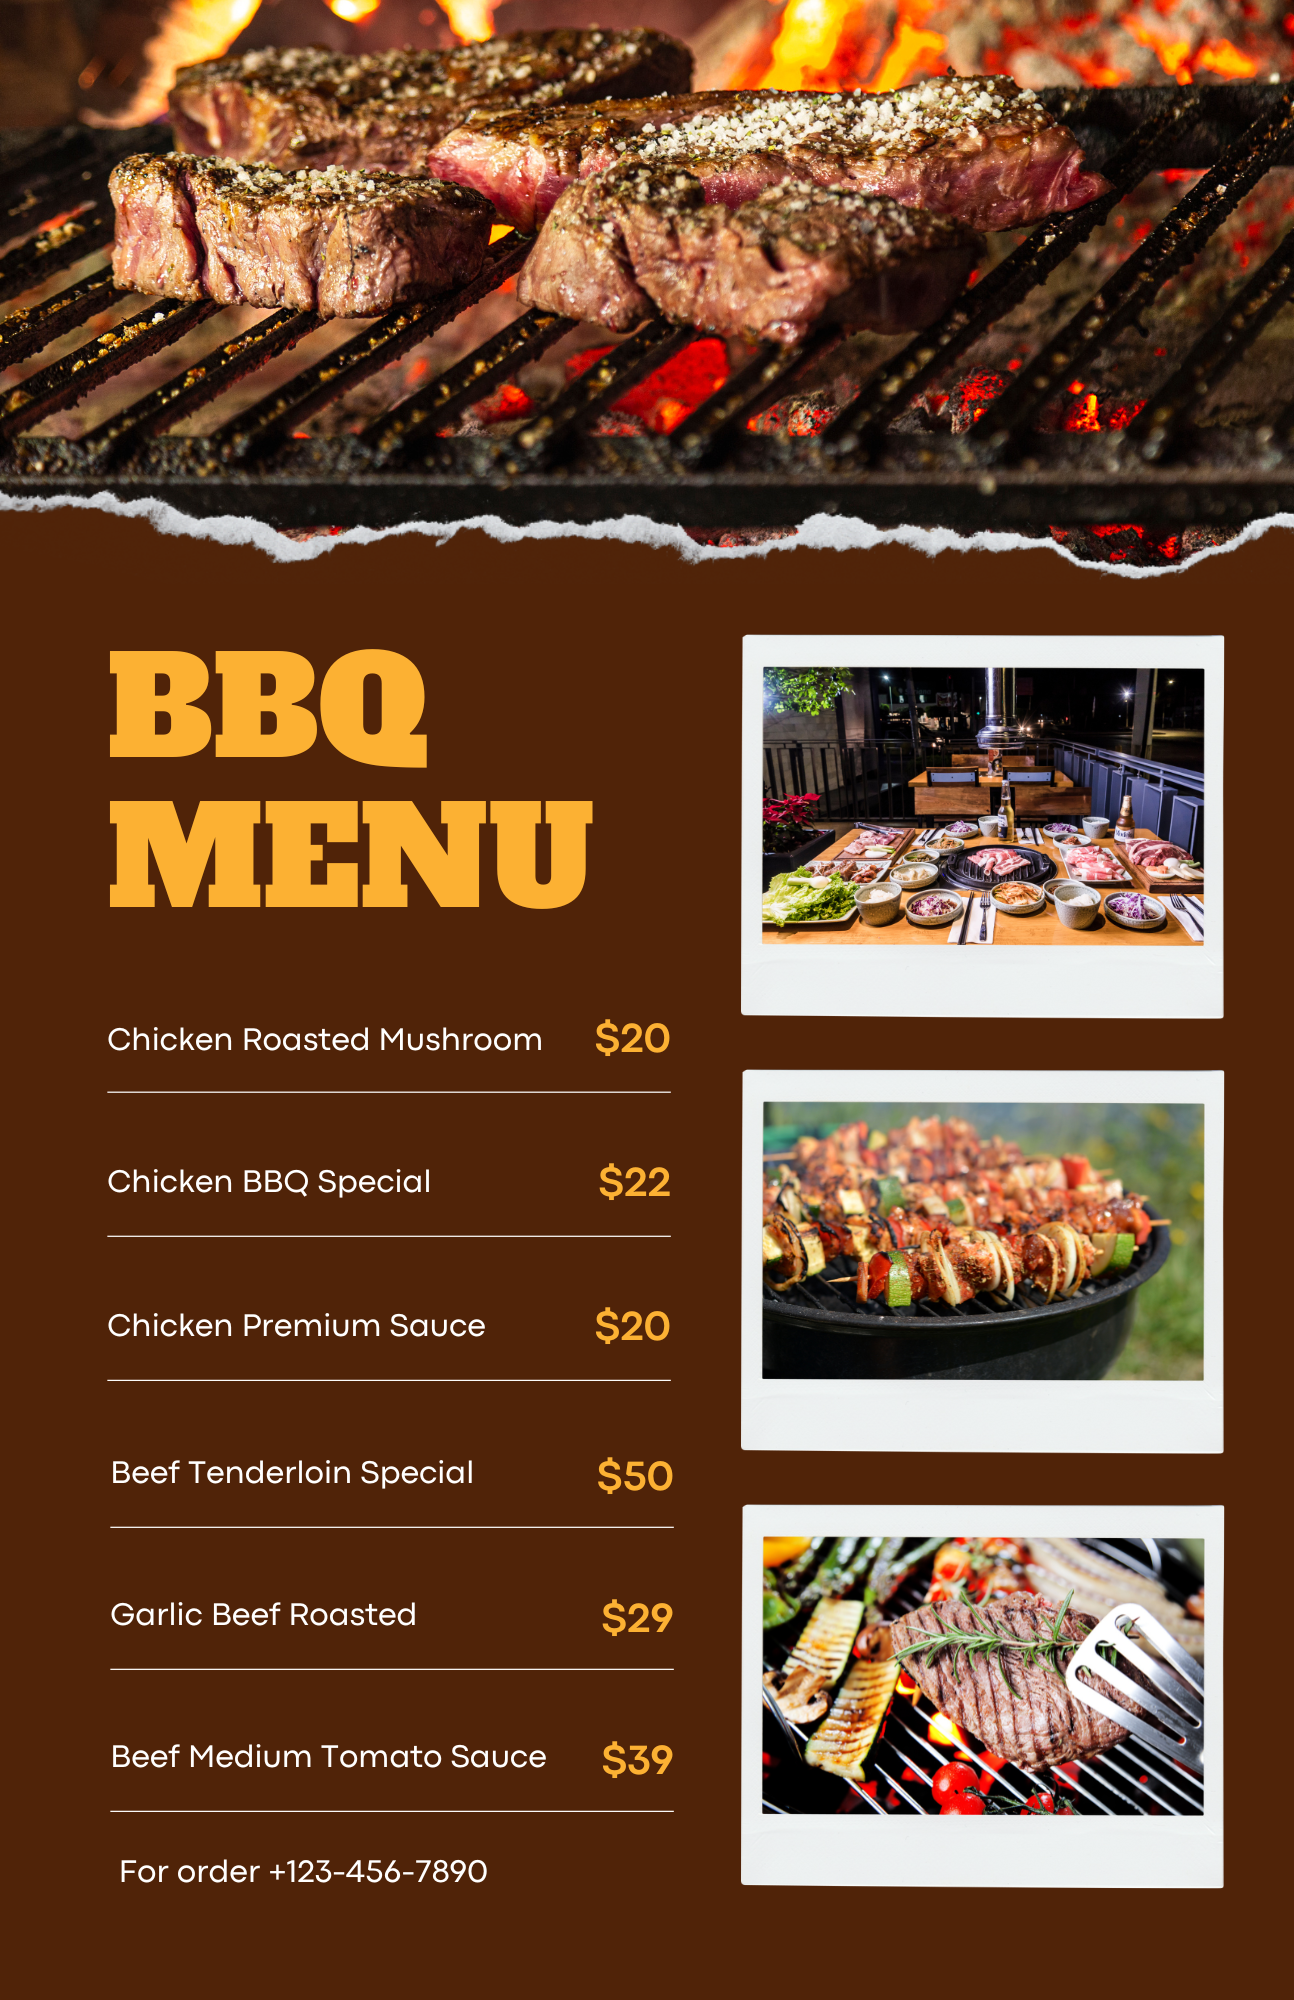 BBQ
MENU
Chicken Roasted Mushroom $20
Chicken BBQ Special $22
Chicken Premium Sauce $20
Beef Tenderloin Special $50
Garlic Beef Roasted $29
Beef Medium Tomato Sauce $39
For order +123-456-7890